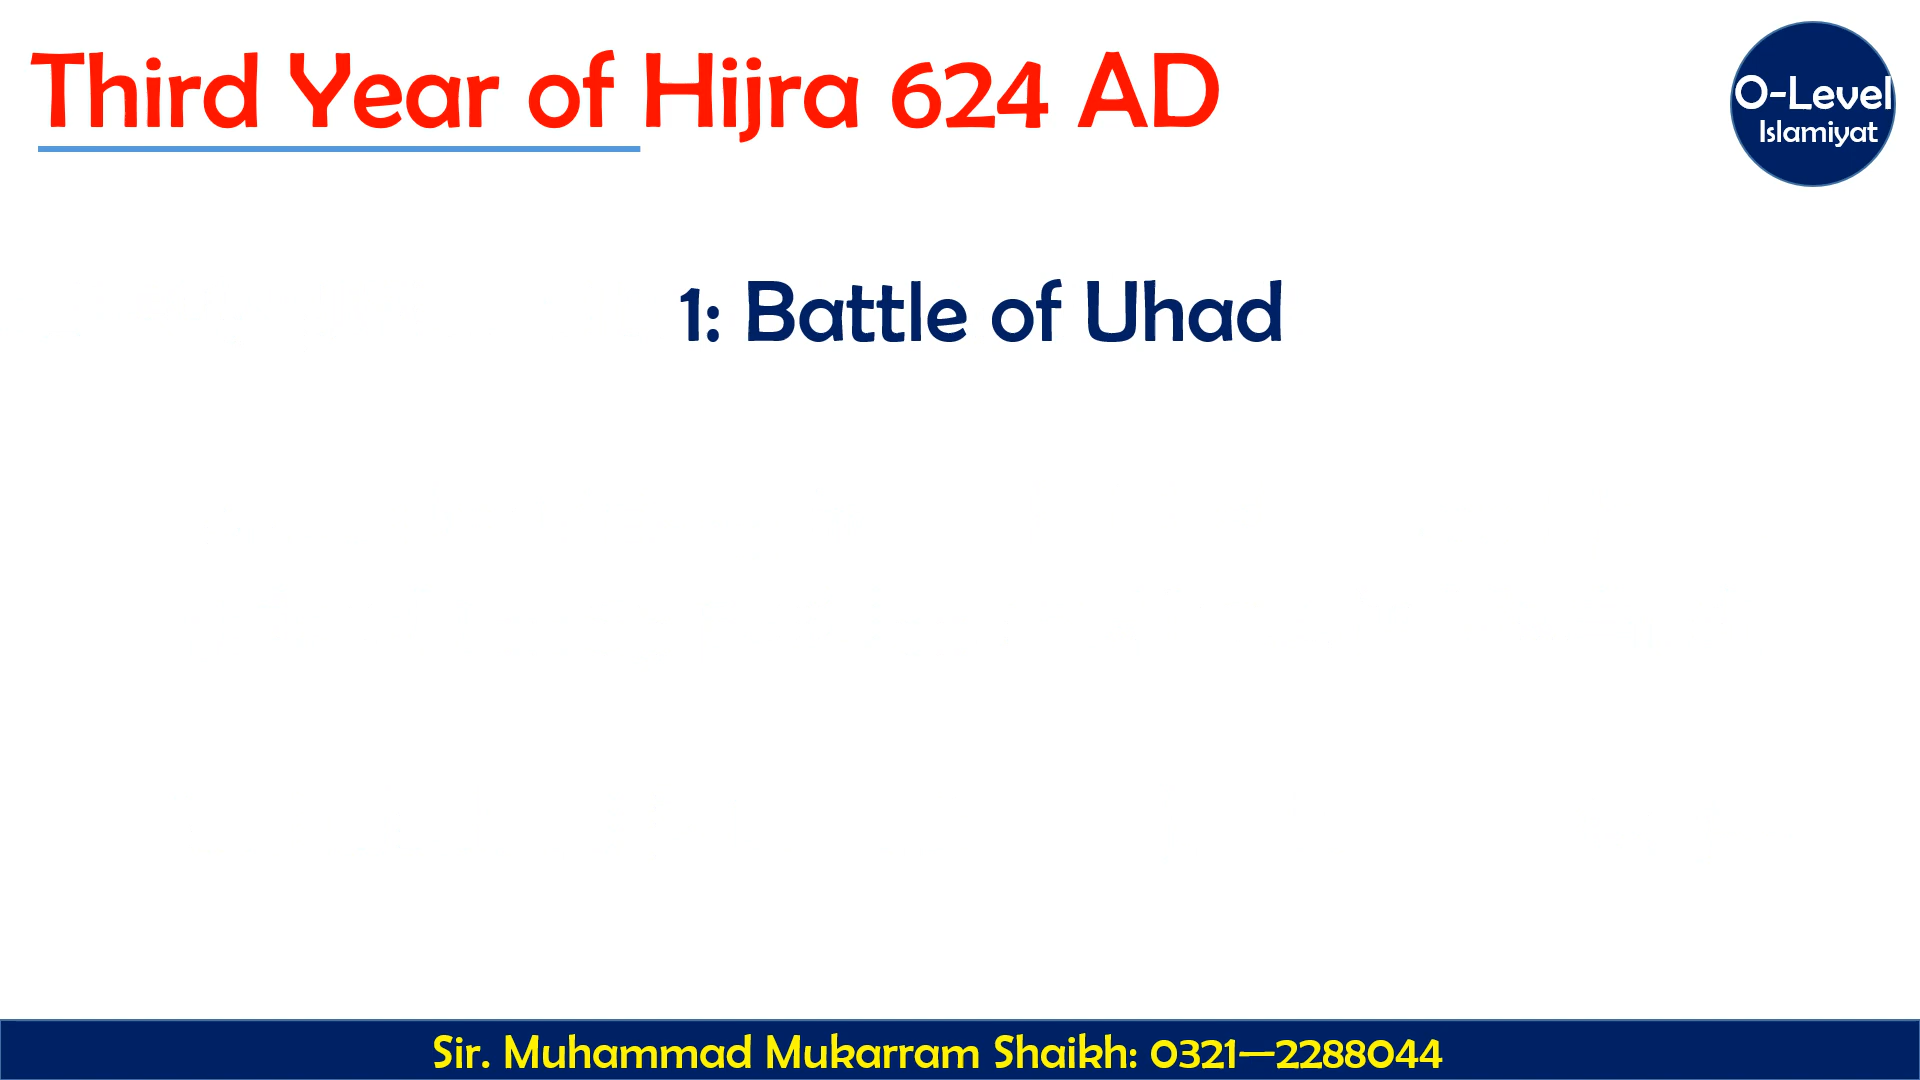 Third Year of Hijra 624 AD
O-Level
Islamiyat
1: Battle of Uhad
Sir. Muhammad Mukarram Shaikh: 0321—2288044